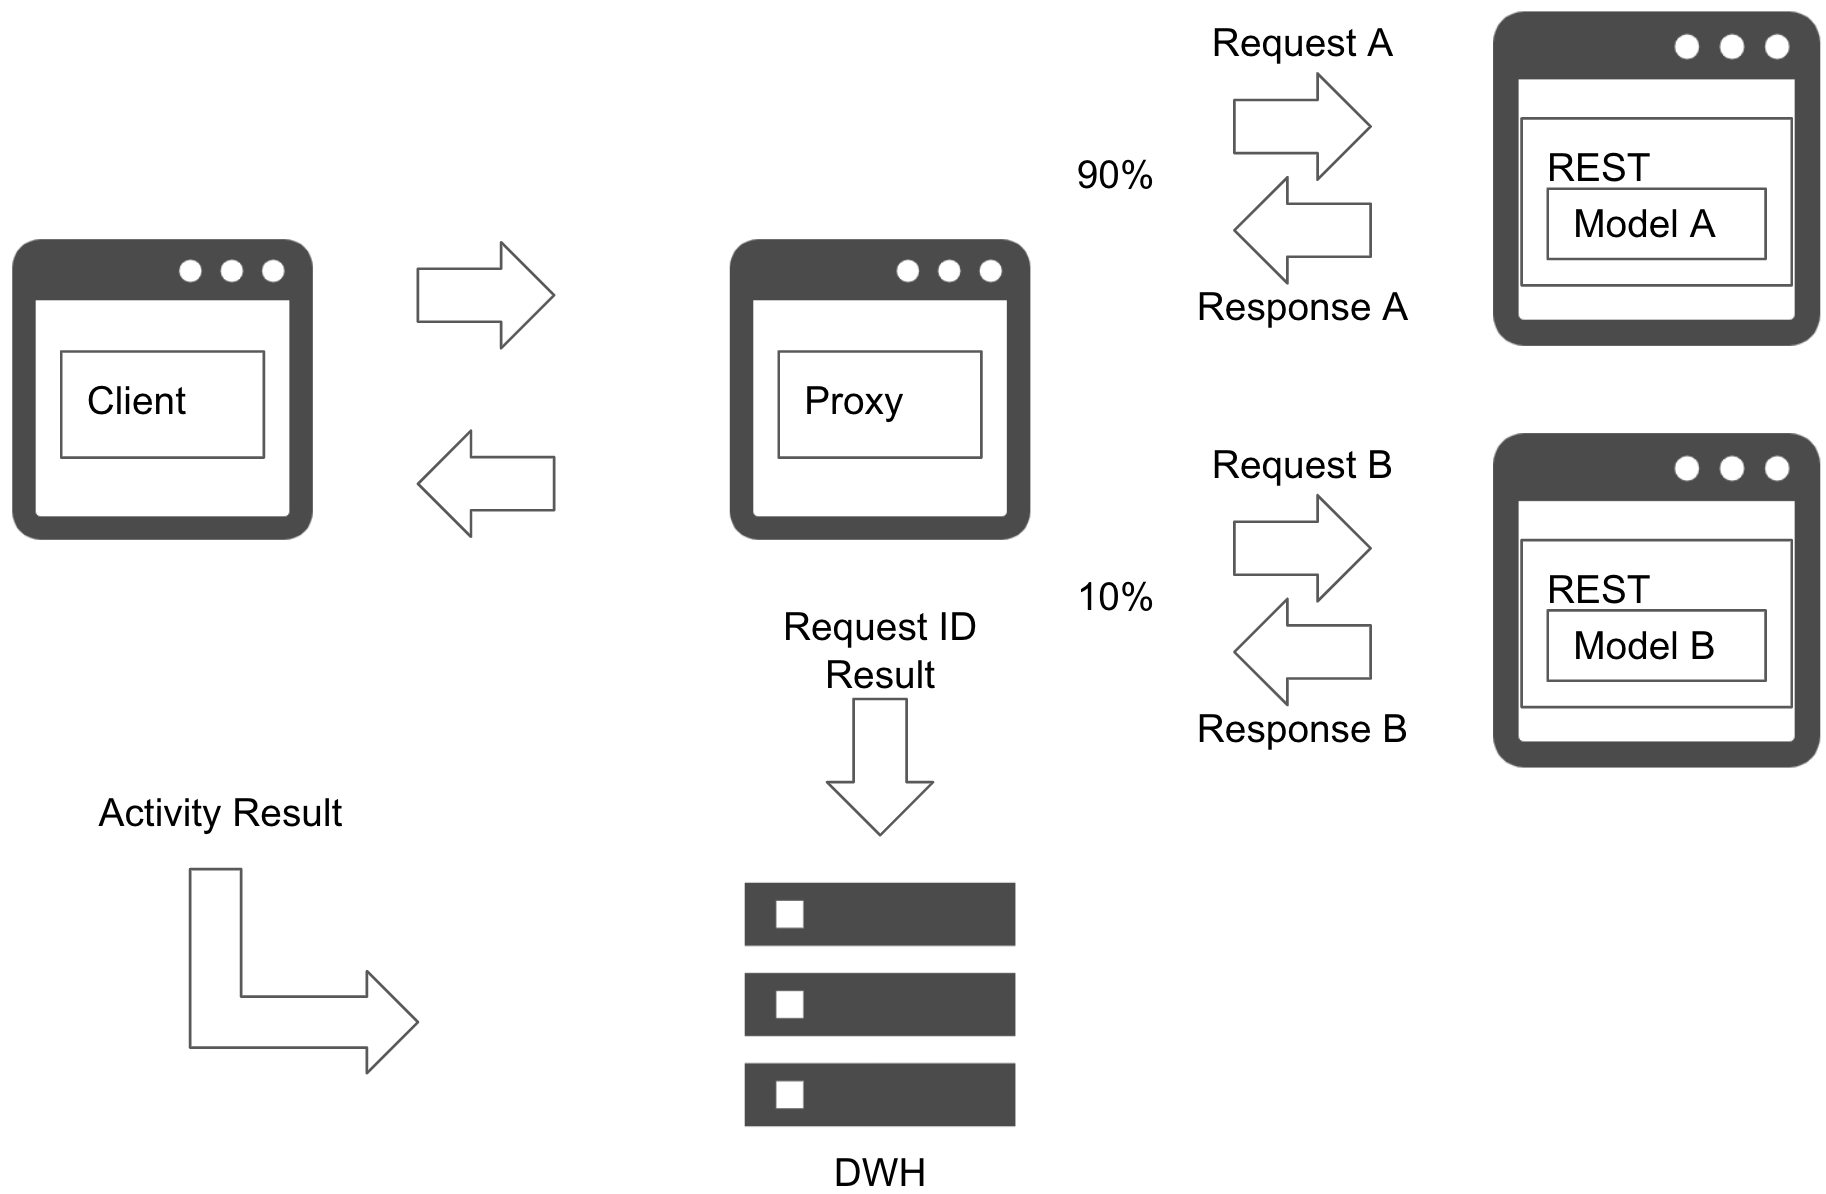 Request A
90%
REST
Model A
Response A
Client
Proxy
Request B
10%
REST
Model B
Response B
Request ID
Result
Activity Result
DWH